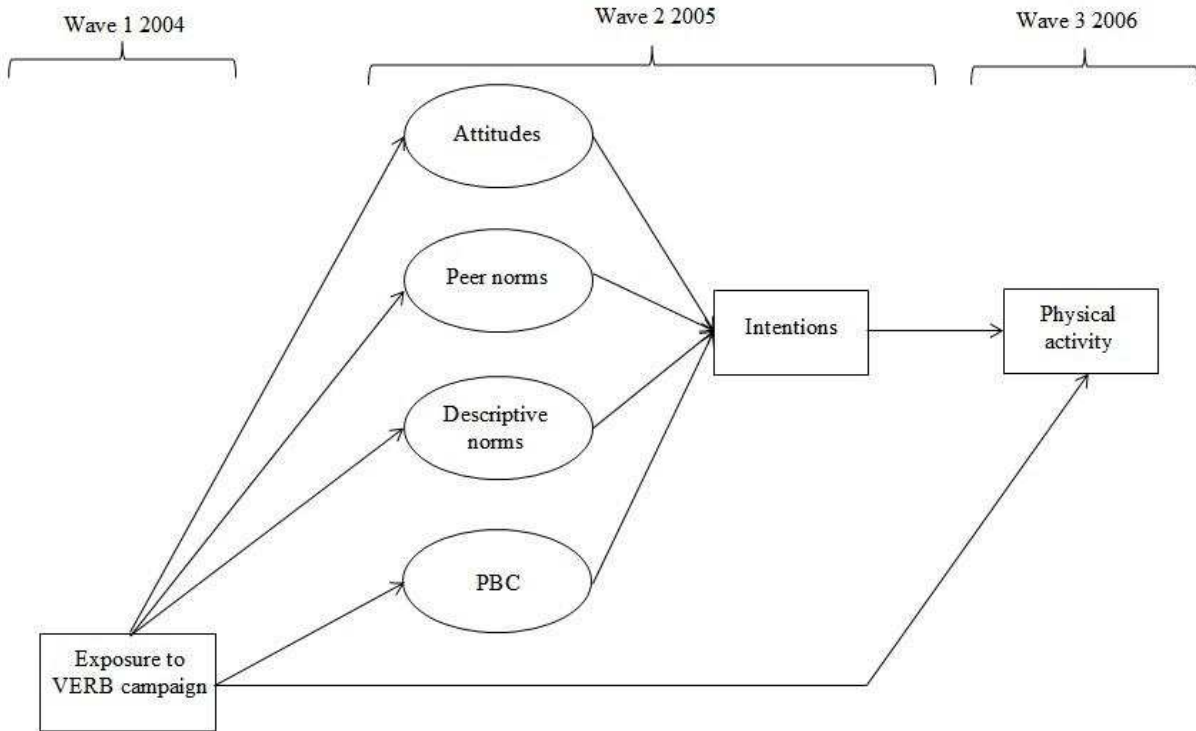 Wave 1 2004
Wave 2 2005
Wave 3 2006
Attitudes
Peer norms
Descriptive
norms
PBC
Intentions
Physical
activity
Exposure to
VERB campaign